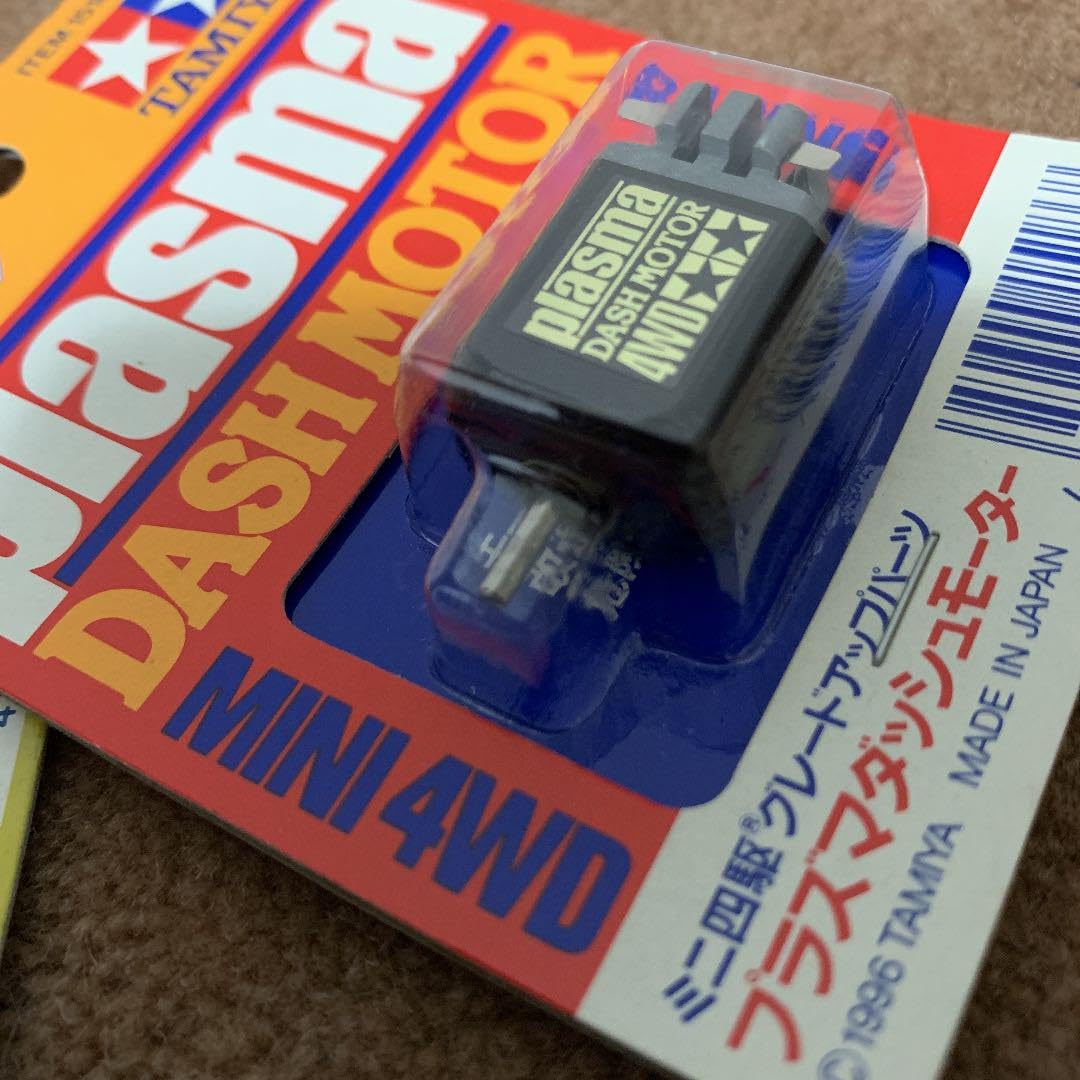 TAMIYA
plasma
DASH MOTOR
MINI 4WD
plasma
DASH MOTOR
4WD
ミニ四駆®グレードアップパーツ
プラズマダッシュモーター
©1996 TAMIYA MADE IN JAPAN